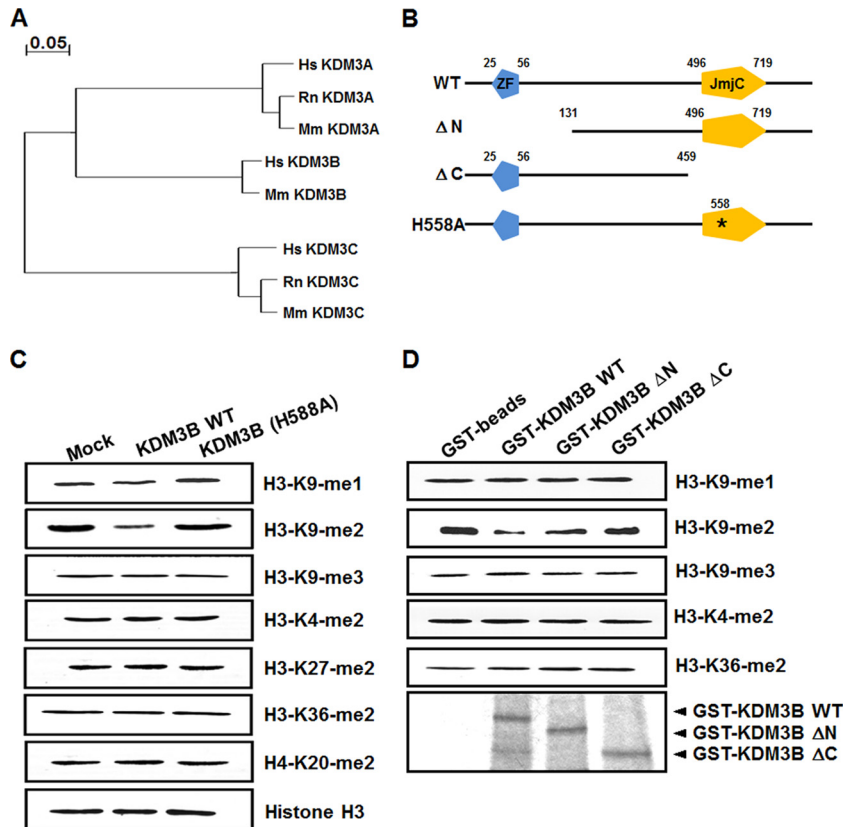 A
0.05
Hs KDM3A
Rn KDM3A
Mm KDM3A
Hs KDM3B
Mm KDM3B
Hs KDM3C
Rn KDM3C
Mm KDM3C
B
25 56 496 719
WT ZF JmjC
131 496 719
Δ N
25 56 459
Δ C
558
H558A *
C
Mock
KDM3B WT
KDM3B (H588A)
H3-K9-me1
H3-K9-me2
H3-K9-me3
H3-K4-me2
H3-K27-me2
H3-K36-me2
H4-K20-me2
Histone H3
D
GST-beads
GST-KDM3B WT
GST-KDM3B ΔN
GST-KDM3B ΔC
H3-K9-me1
H3-K9-me2
H3-K9-me3
H3-K4-me2
H3-K36-me2
GST-KDM3B WT
GST-KDM3B ΔN
GST-KDM3B ΔC